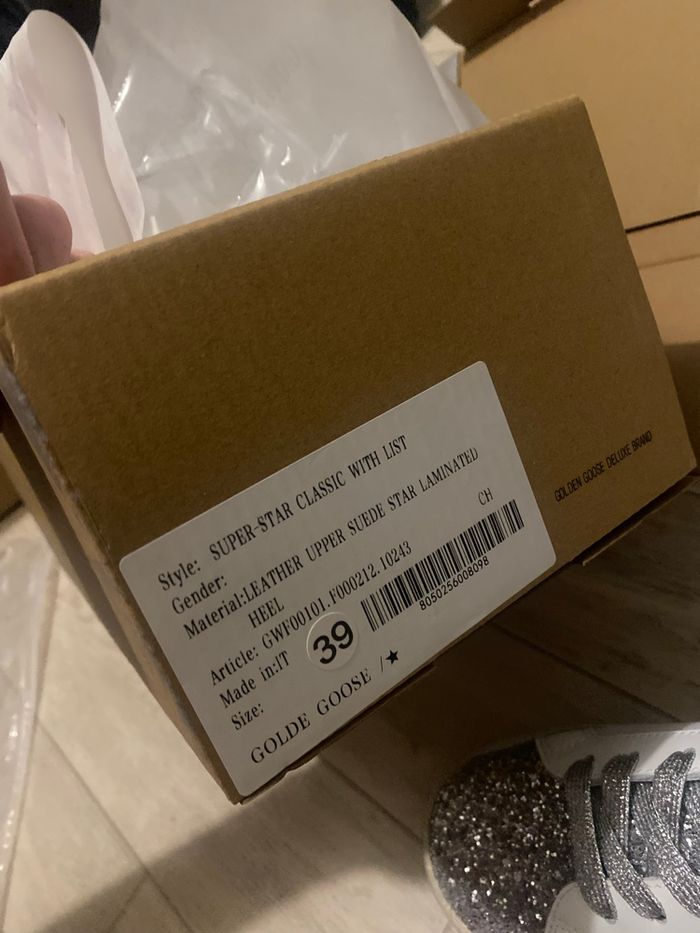 Style: SUPER-STAR CLASSIC WITH LIST
Gender:
Material:LEATHER UPPER SUEDE STAR LAMINATED
HEEL
CH
Article: GWF00101.F000212.10243
Made in:IT
8050256008098
Size:
39
GOLDE GOOSE /★
GOLDEN GOOSE DELUXE BRAND